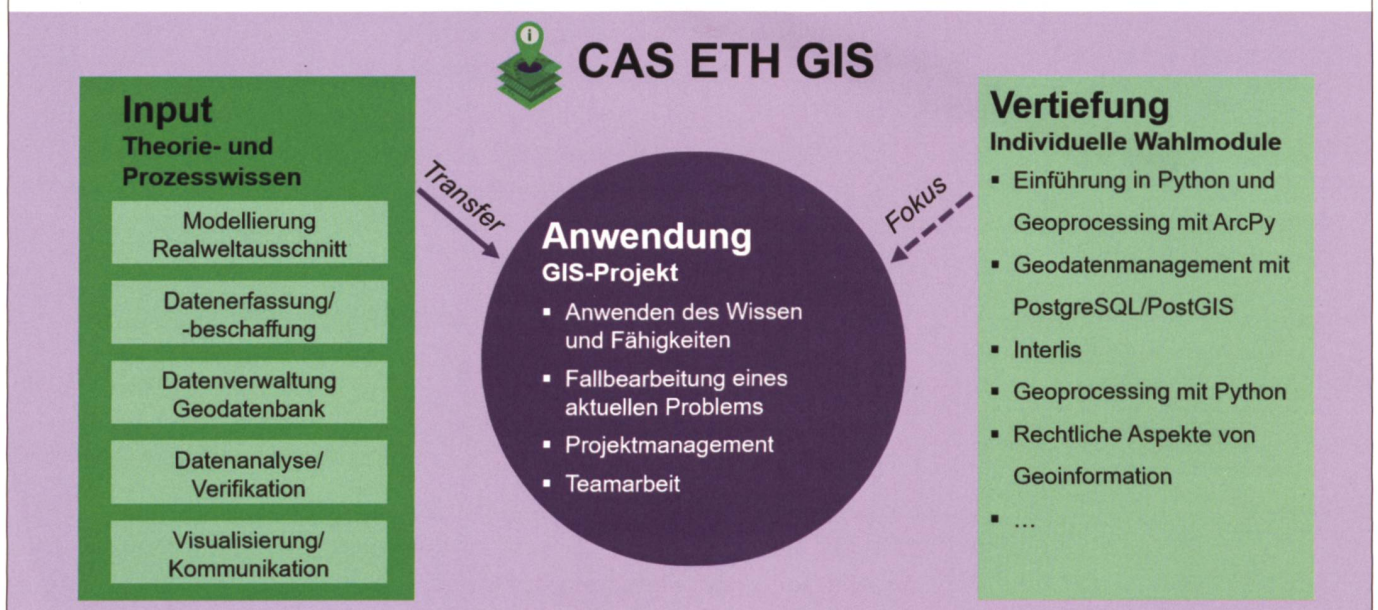 CAS ETH GIS
Input
Theorie- und
Prozesswissen
Modellierung
Realweltausschnitt
Datenerfassung/
-beschaffung
Datenverwaltung
Geodatenbank
Datenanalyse/
Verifikation
Visualisierung/
Kommunikation
Transfer
Anwendung
GIS-Projekt
▪ Anwenden des Wissen
und Fähigkeiten
▪ Fallbearbeitung eines
aktuellen Problems
▪ Projektmanagement
▪ Teamarbeit
Fokus
Vertiefung
Individuelle Wahlmodule
▪ Einführung in Python und
Geoprocessing mit ArcPy
▪ Geodatenmanagement mit
PostgreSQL/PostGIS
▪ Interlis
▪ Geoprocessing mit Python
▪ Rechtliche Aspekte von
Geoinformation
▪ ...